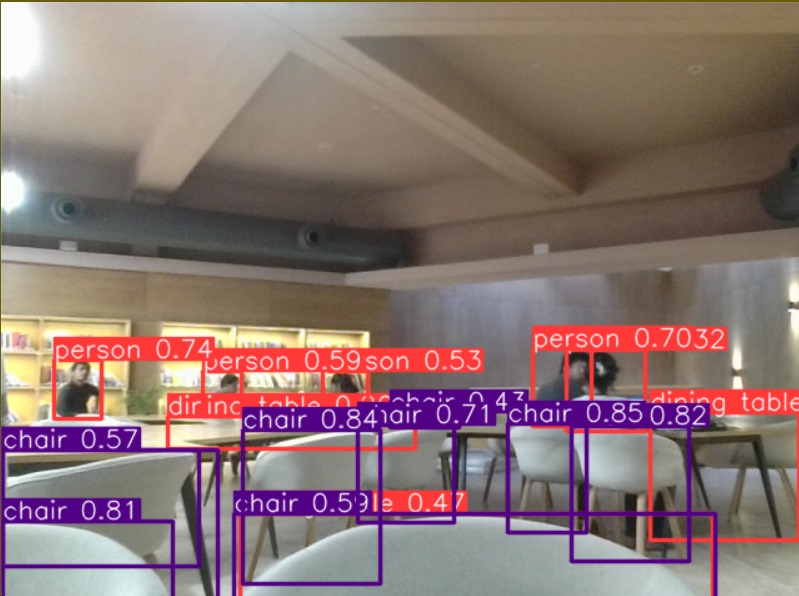 person 0.7032
person 0.74
person 0.59
son 0.53
dining table
chair 0.43
chair 0.84
hair 0.71
chair 0.85
0.82
chair 0.57
chair 0.59
le 0.47
chair 0.81